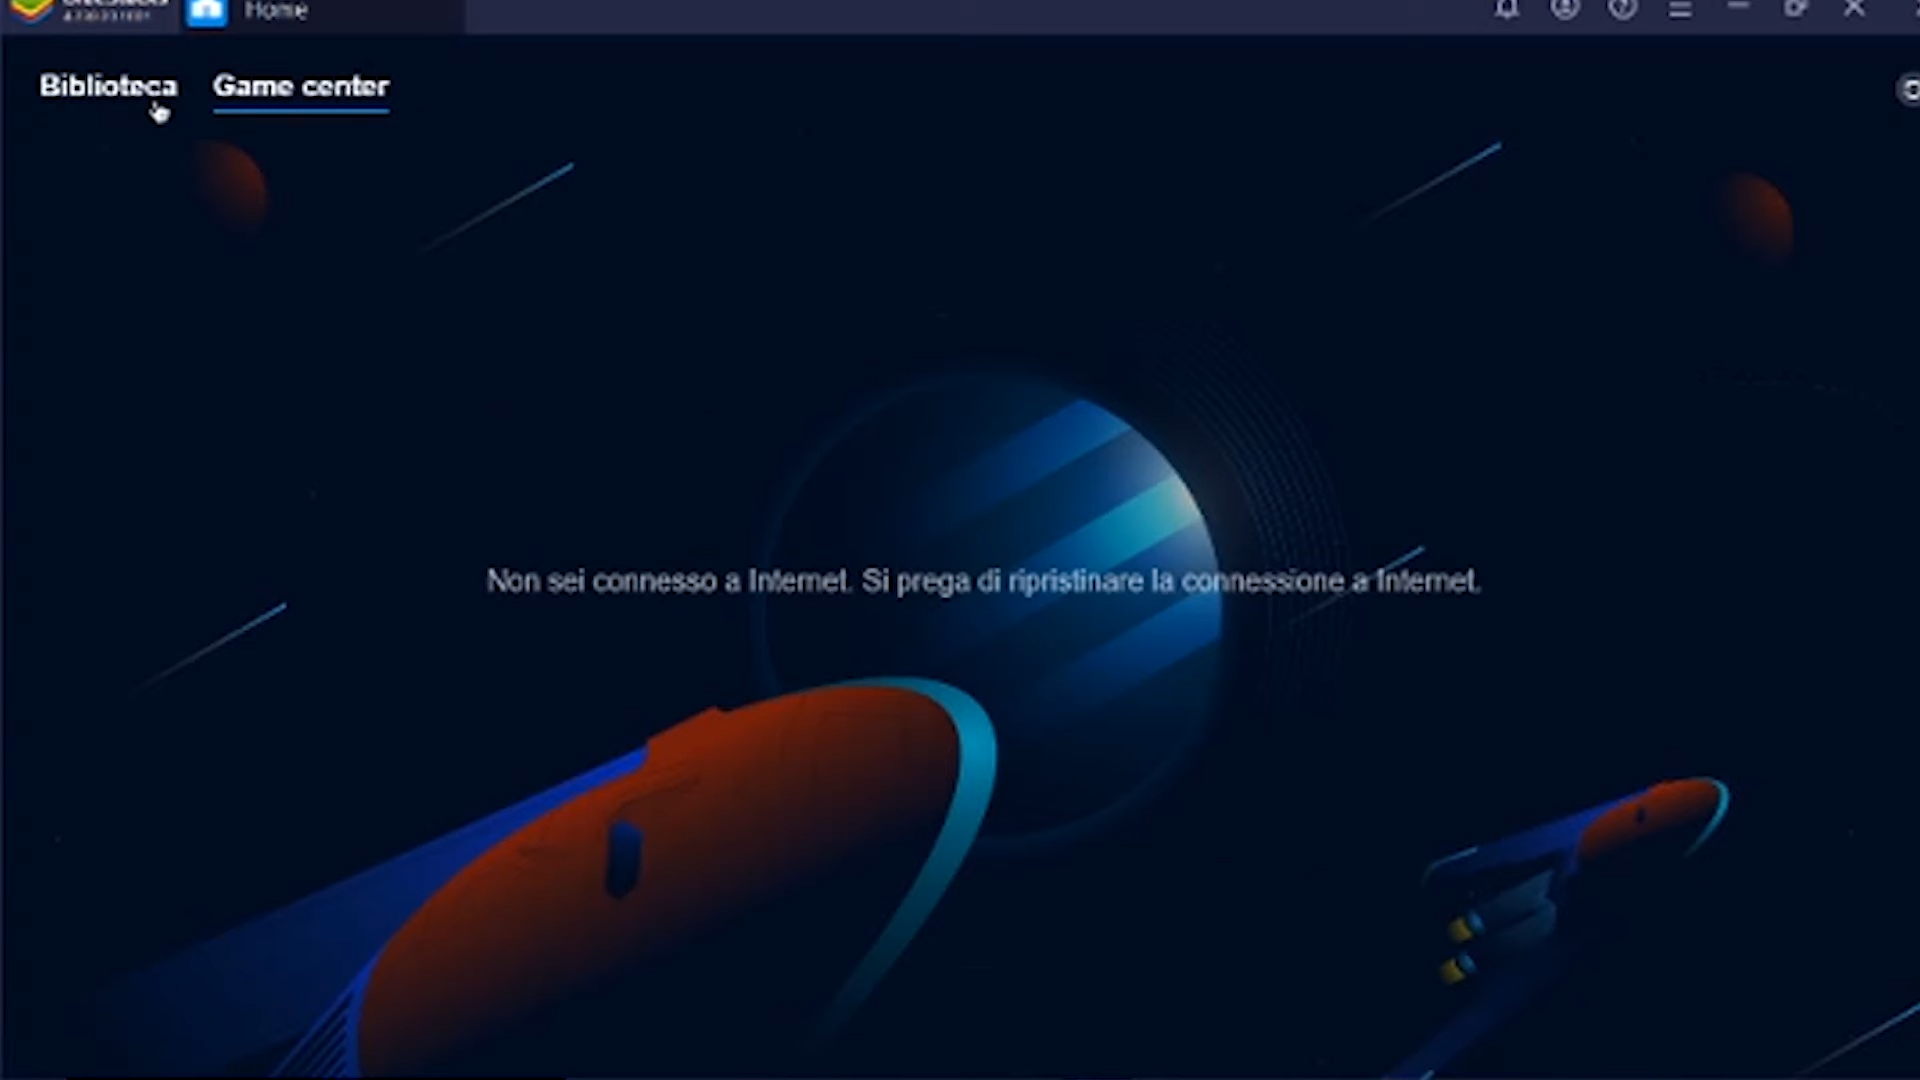 Home
Biblioteca
Game center
Non sei connesso a Internet. Si prega di ripristinare la connessione a Internet.